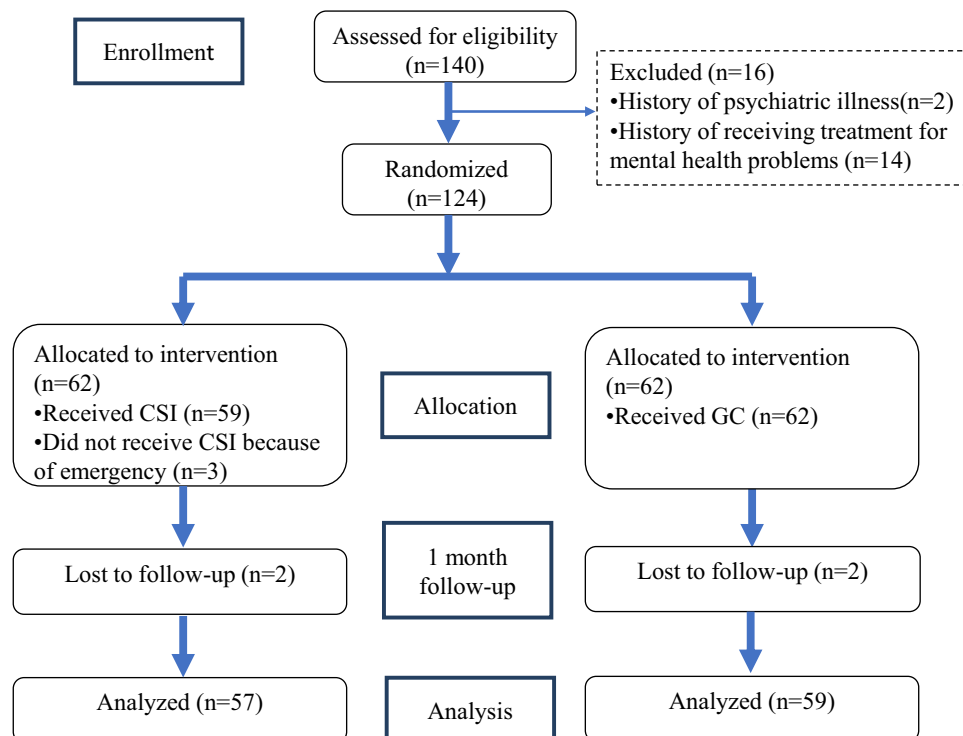 Enrollment
Assessed for eligibility
(n=140)
Excluded (n=16)
•History of psychiatric illness(n=2)
•History of receiving treatment for
mental health problems (n=14)
Randomized
(n=124)
Allocated to intervention
(n=62)
•Received CSI (n=59)
•Did not receive CSI because
of emergency (n=3)
Allocation
Allocated to intervention
(n=62)
•Received GC (n=62)
Lost to follow-up (n=2)
1 month
follow-up
Lost to follow-up (n=2)
Analyzed (n=57)
Analysis
Analyzed (n=59)